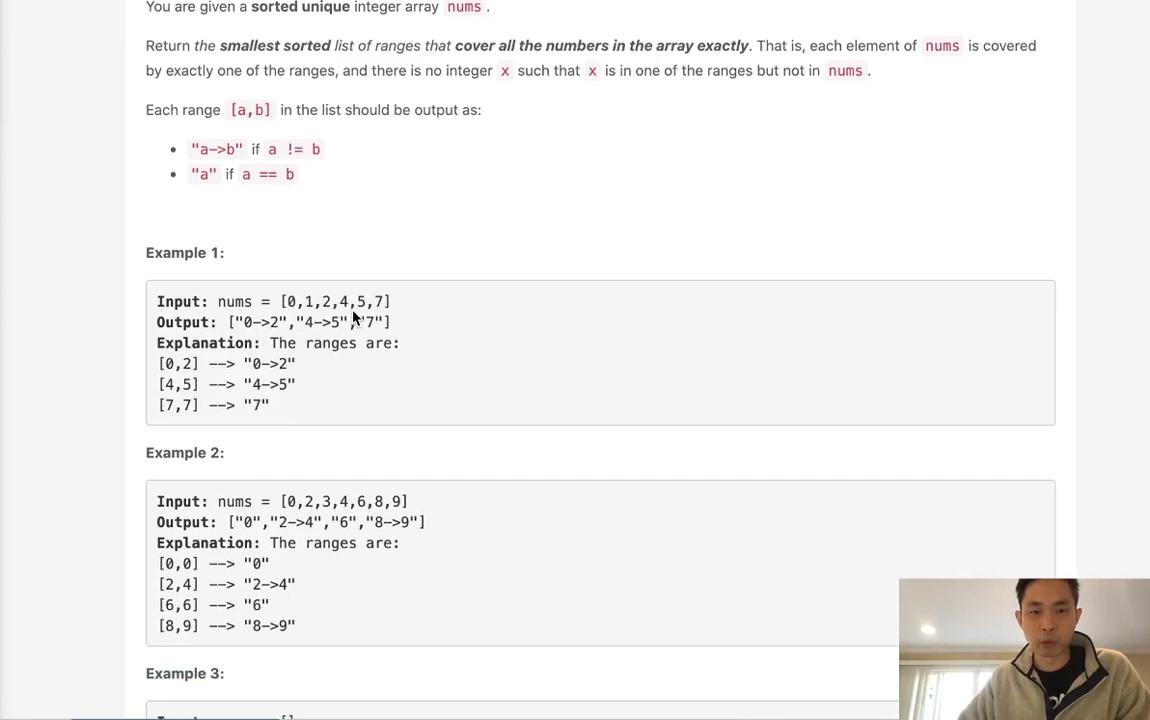 You are given a sorted unique integer array nums .
Return the smallest sorted list of ranges that cover all the numbers in the array exactly. That is, each element of nums is covered
by exactly one of the ranges, and there is no integer x such that x is in one of the ranges but not in nums .
Each range [a,b] in the list should be output as:
• "a->b" if a != b
• "a" if a == b
Example 1:
Input: nums = [0,1,2,4,5,7]
Output: ["0->2","4->5","7"]
Explanation: The ranges are:
[0,2] --> "0->2"
[4,5] --> "4->5"
[7,7] --> "7"
Example 2:
Input: nums = [0,2,3,4,6,8,9]
Output: ["0","2->4","6","8->9"]
Explanation: The ranges are:
[0,0] --> "0"
[2,4] --> "2->4"
[6,6] --> "6"
[8,9] --> "8->9"
Example 3: